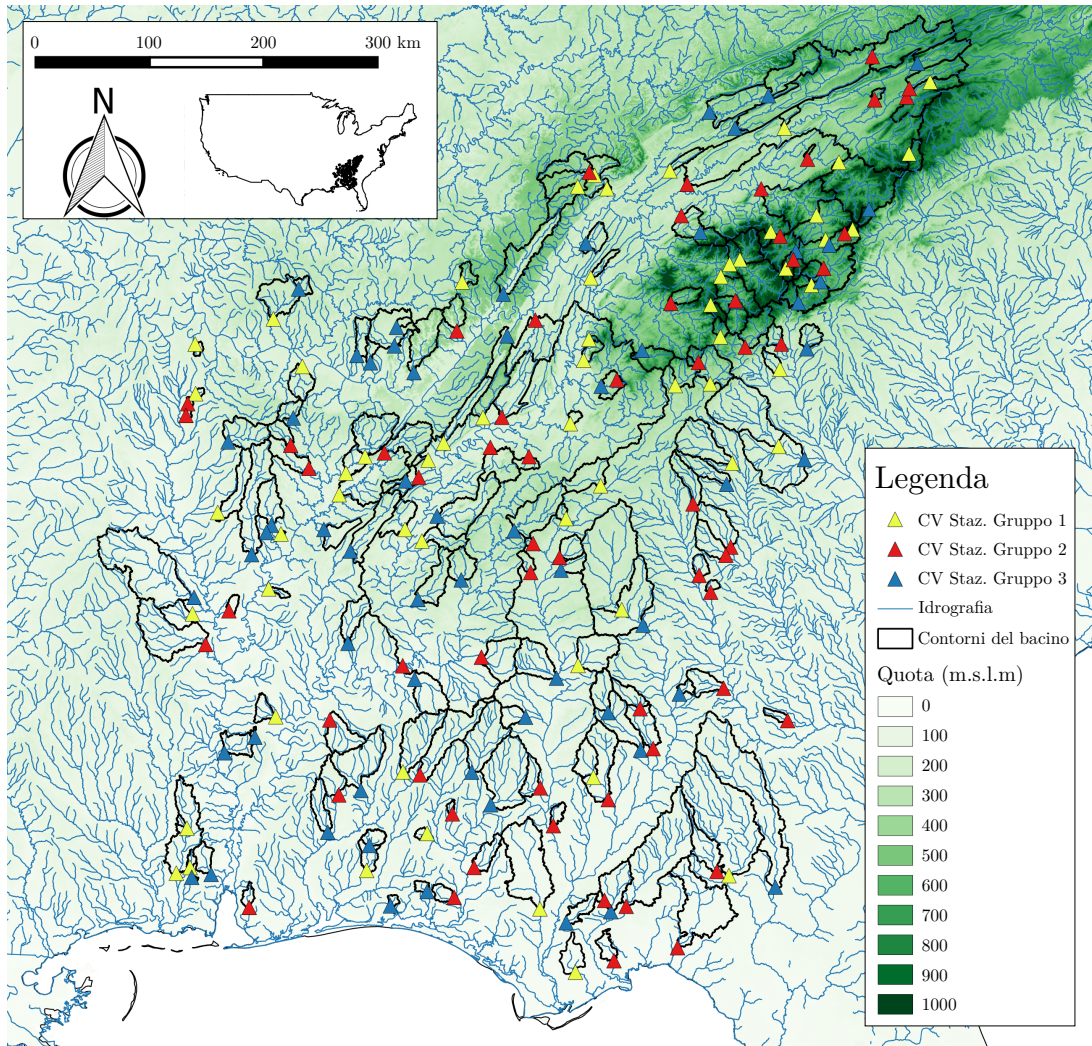 0 100 200 300 km
N
Legenda
CV Staz. Gruppo 1
CV Staz. Gruppo 2
CV Staz. Gruppo 3
Idrografia
Contorni del bacino
Quota (m.s.l.m)
0
100
200
300
400
500
600
700
800
900
1000